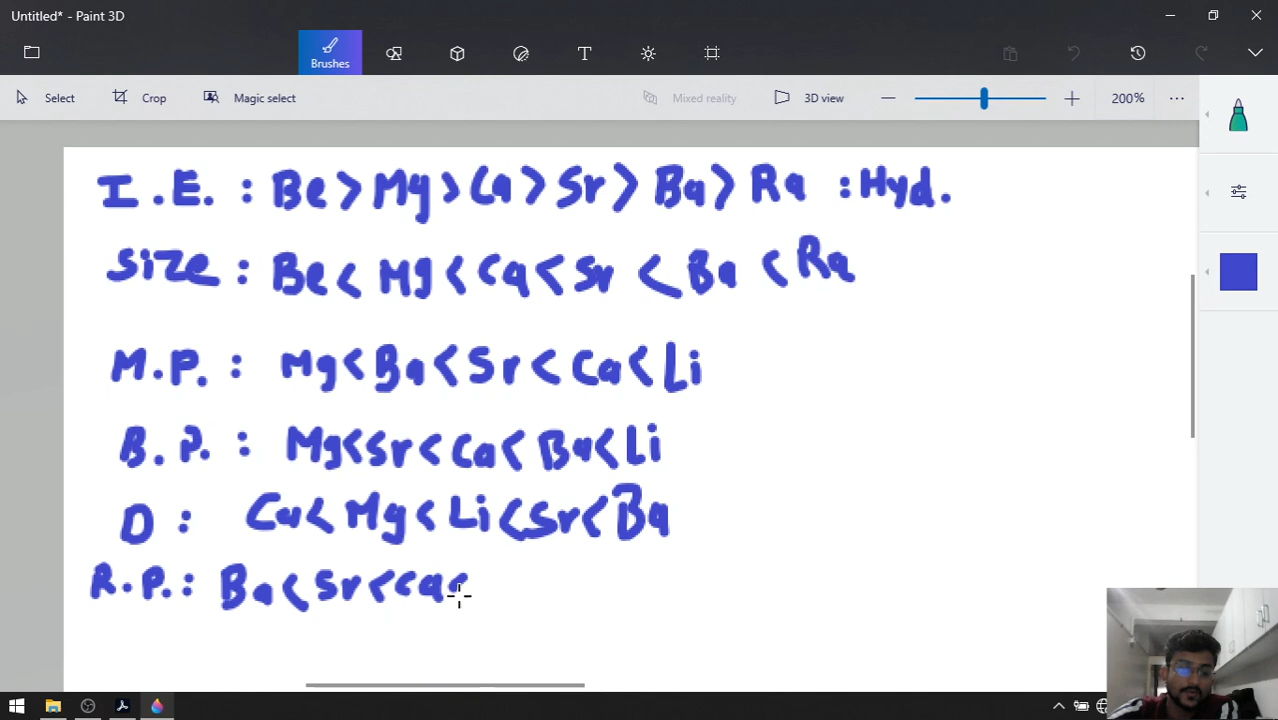 Untitled* - Paint 3D
Brushes
Select Crop Magic select Mixed reality 3D view 200%
I.E. : Be > Mg > Ca > Sr > Ba > Ra : Hyd.
Size : Be < Mg < Ca < Sr < Ba < Ra
M.P. : Mg < Ba < Sr < Ca < Li
B.P. : Mg < Sr < Ca < Ba < Li
D : Ca < Mg < Li < Sr < Ba
R.P. : Ba < Sr < Ca <